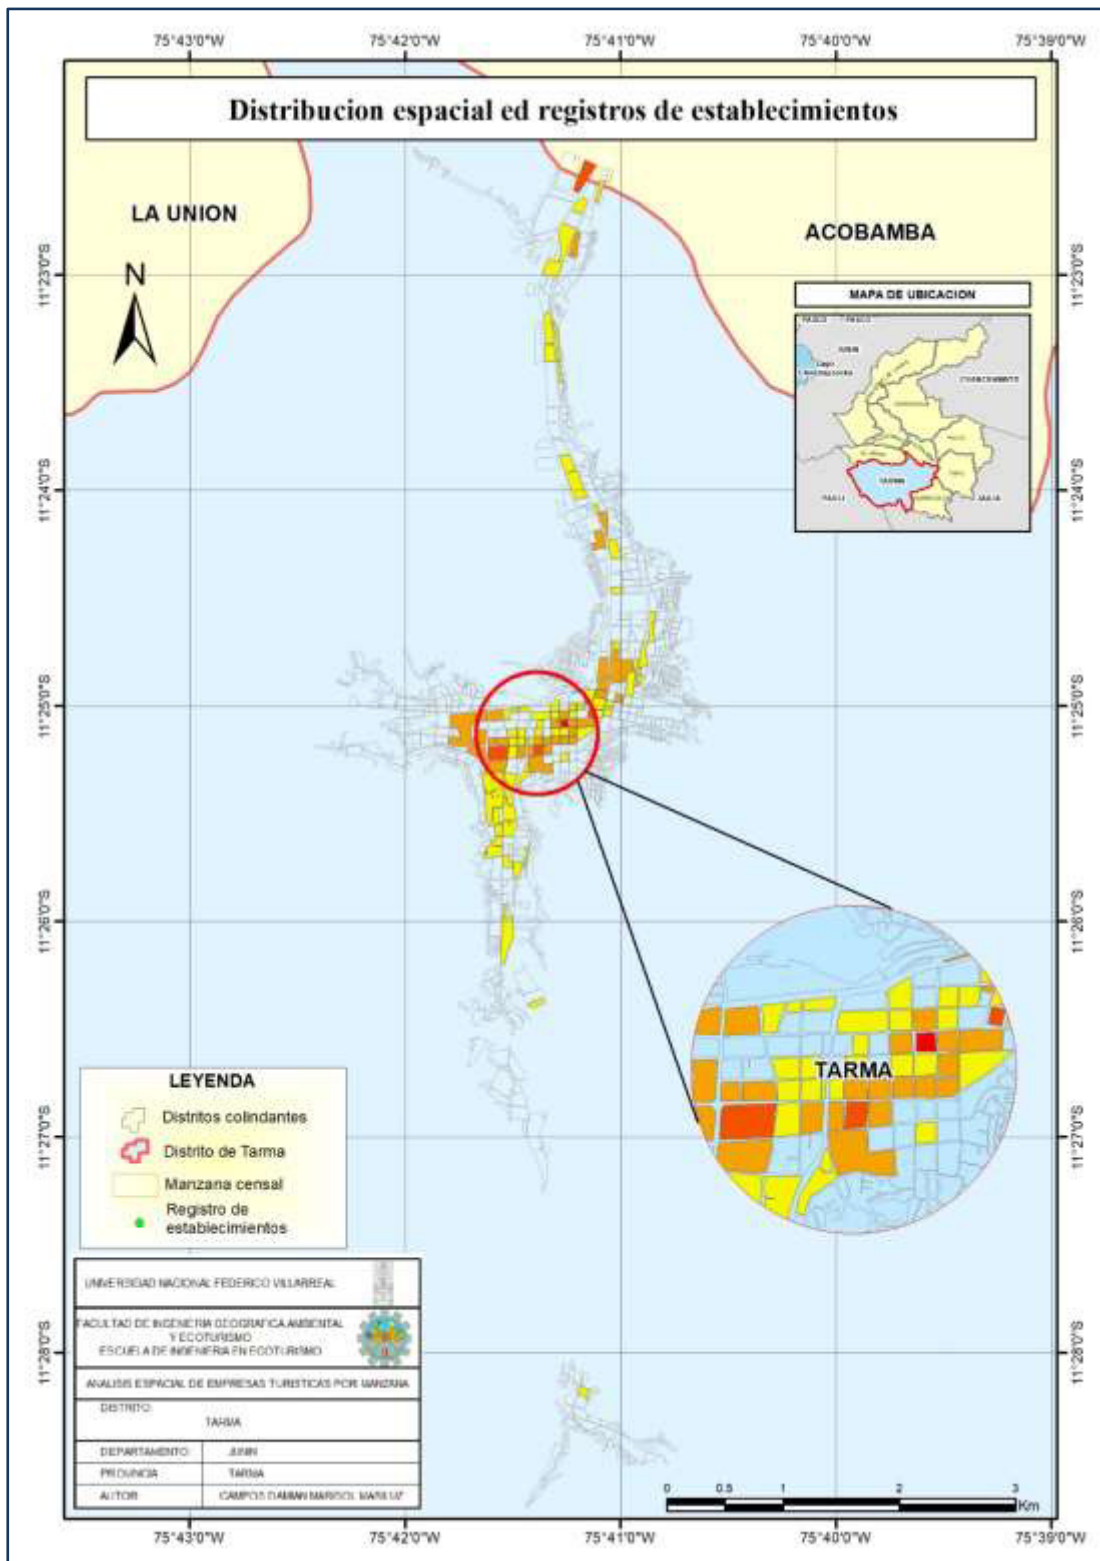 75°43'0"W 75°42'0"W 75°41'0"W 75°40'0"W 75°39'0"W
Distribucion espacial ed registros de establecimientos
LA UNION
ACOBAMBA
N
11°23'0"S
11°23'0"S
MAPA DE UBICACION
JUNIN
TARMA
11°24'0"S
11°24'0"S
11°25'0"S
11°25'0"S
11°26'0"S
11°26'0"S
TARMA
LEYENDA
Distritos colindantes
Distrito de Tarma
Manzana censal
Registro de
establecimientos
11°27'0"S
11°27'0"S
UNIVERSIDAD NACIONAL FEDERICO VILLARREAL
FACULTAD DE INGENIERIA GEOGRAFICA AMBIENTAL
Y ECOTURISMO
ESCUELA DE INGENIERIA EN ECOTURISMO
ANALISIS ESPACIAL DE EMPRESAS TURISTICAS POR MANZANA
DISTRITO:
TARMA
DEPARTAMENTO: JUNIN
PROVINCIA TARMA
AUTOR CAMPOS DAMIAN MARISOL
11°28'0"S
11°28'0"S
0 0.5 1 2 3
Km
75°43'0"W 75°42'0"W 75°41'0"W 75°40'0"W 75°39'0"W